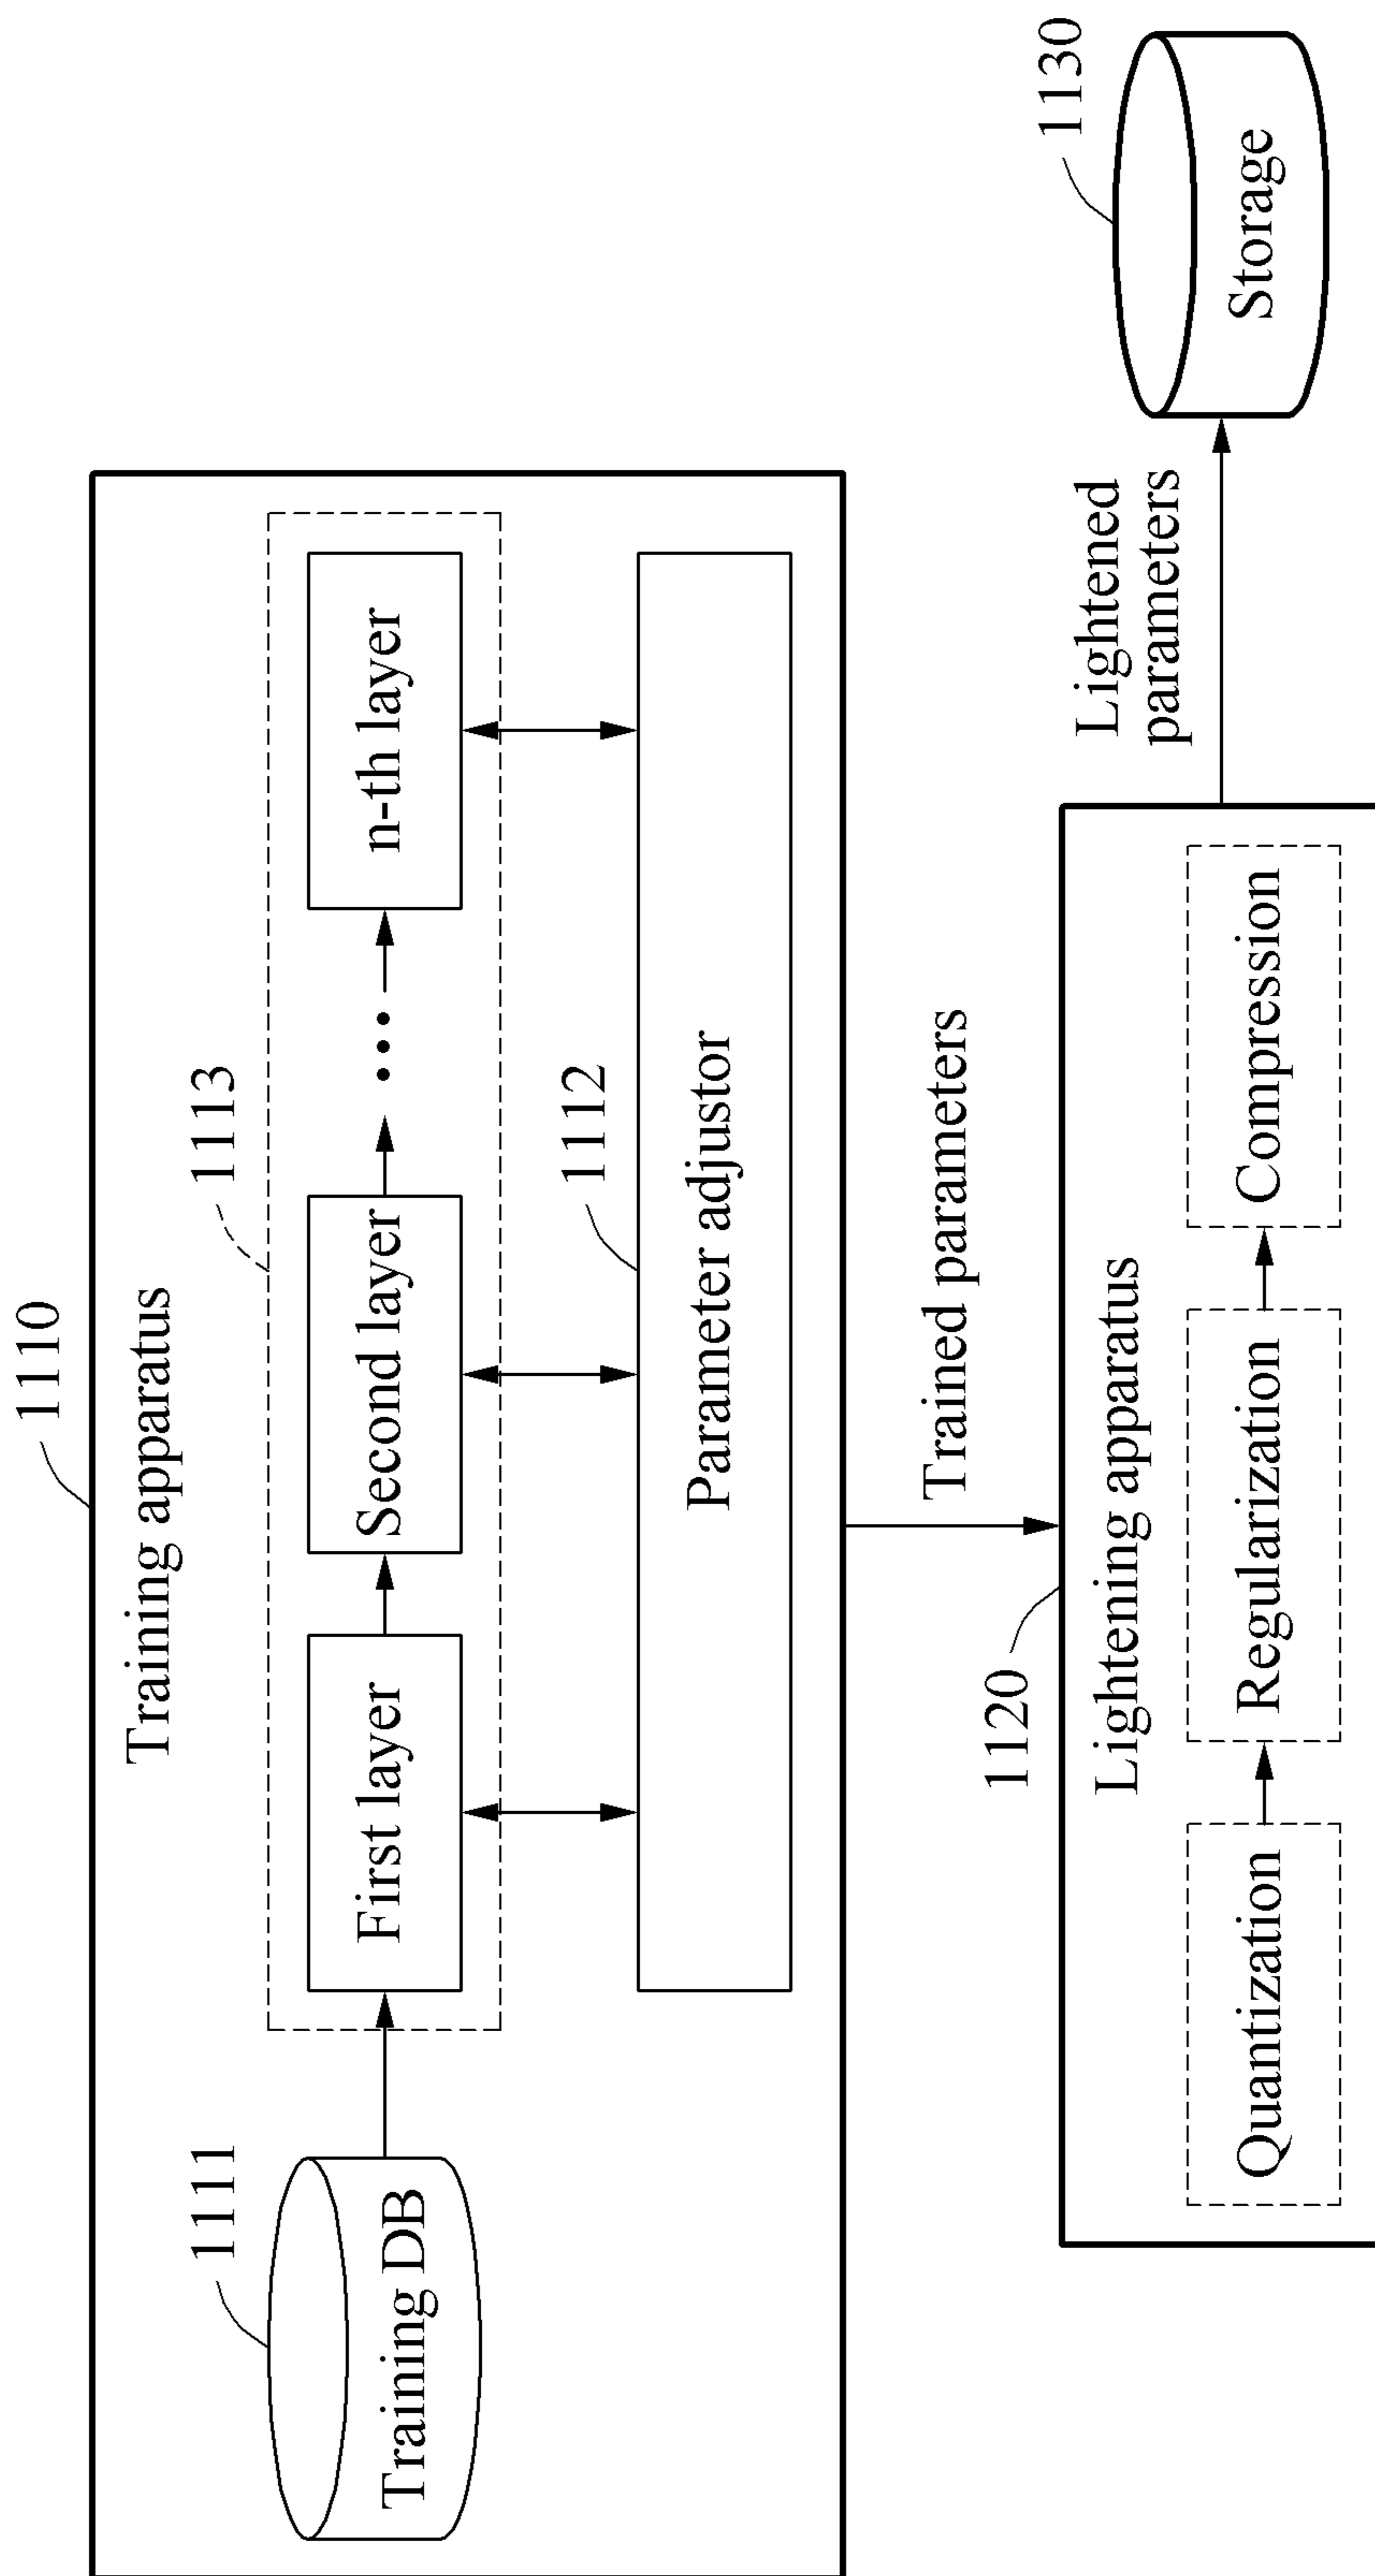 1110
Training apparatus
1111
1113
Training DB
First layer
Second layer
n-th layer
1112
Parameter adjustor
Trained parameters
1120
1130
Lightening apparatus
Lightened
parameters
Storage
Quantization
Regularization
Compression